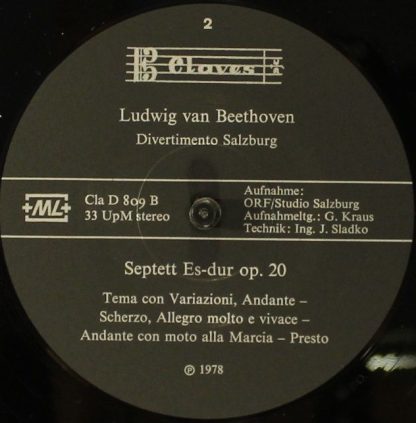 2
Claves
Ludwig van Beethoven
Divertimento Salzburg
+ML+
Cla D 809 B
33 UpM stereo
Aufnahme:
ORF/Studio Salzburg
Aufnahmeltg.: G. Kraus
Technik: Ing. J. Sladko
Septett Es-dur op. 20
Tema con Variazioni, Andante –
Scherzo, Allegro molto e vivace –
Andante con moto alla Marcia – Presto
℗ 1978